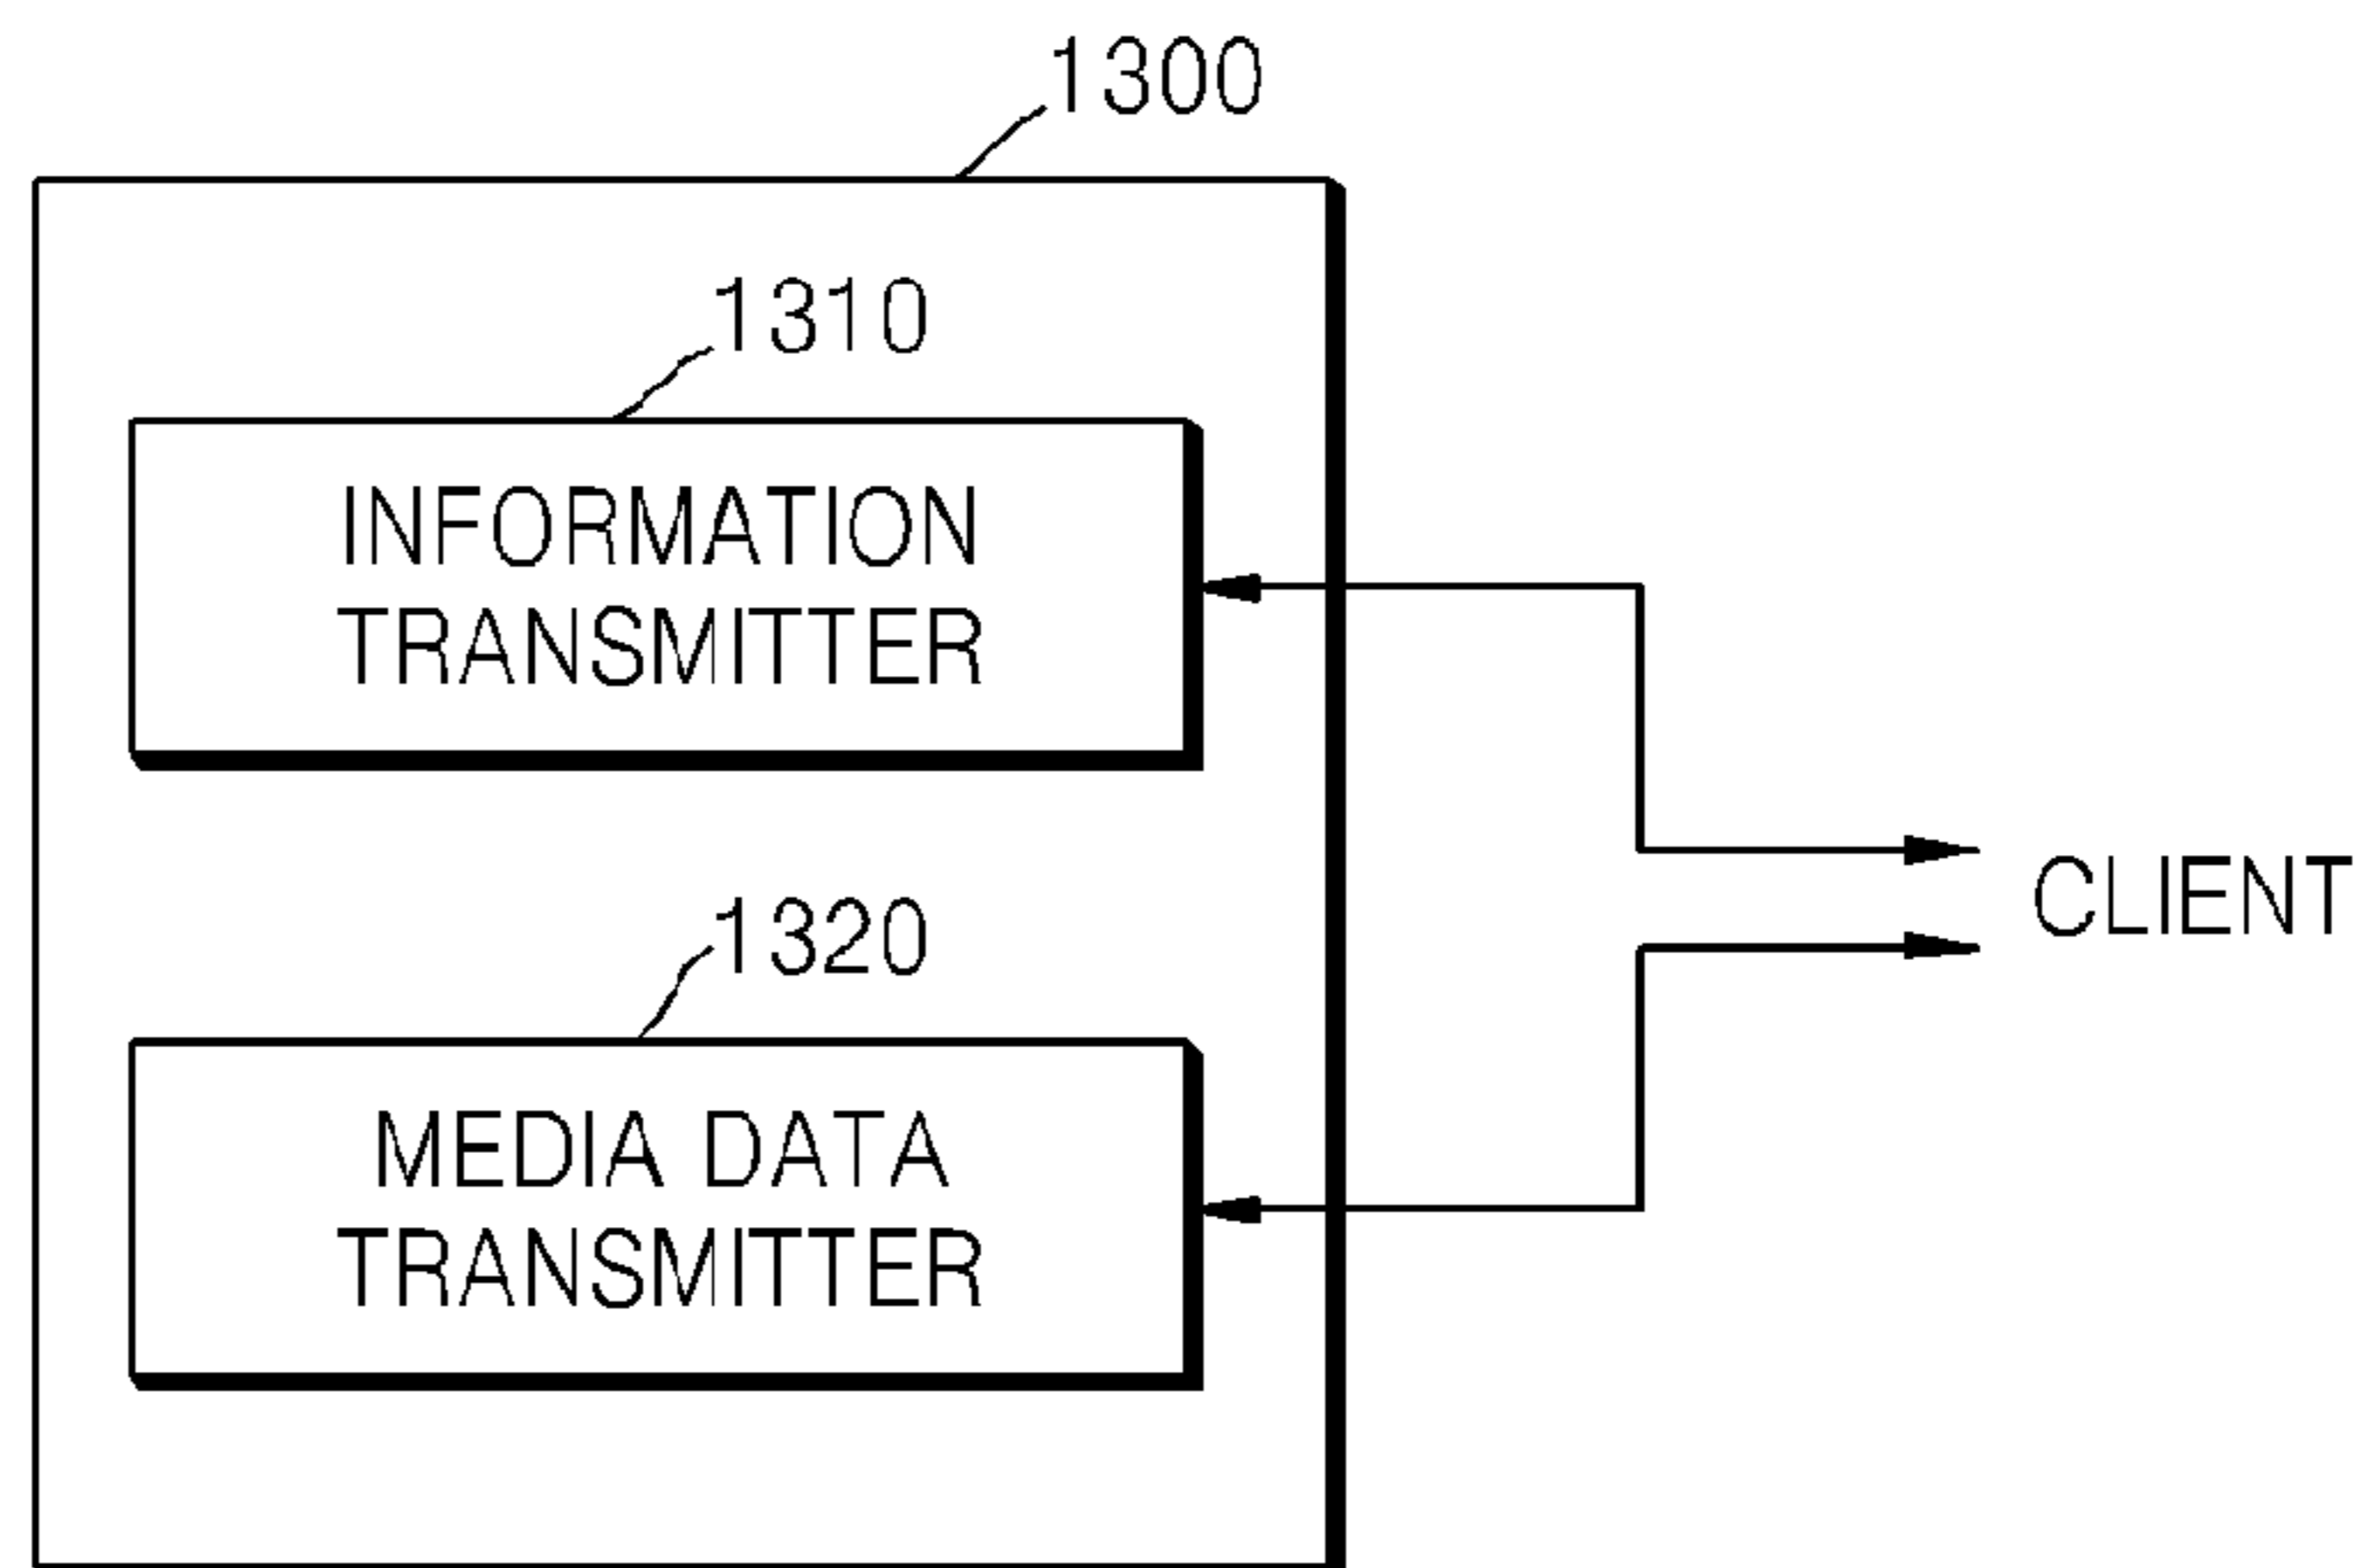 1300
1310
INFORMATION
TRANSMITTER
CLIENT
1320
MEDIA DATA
TRANSMITTER